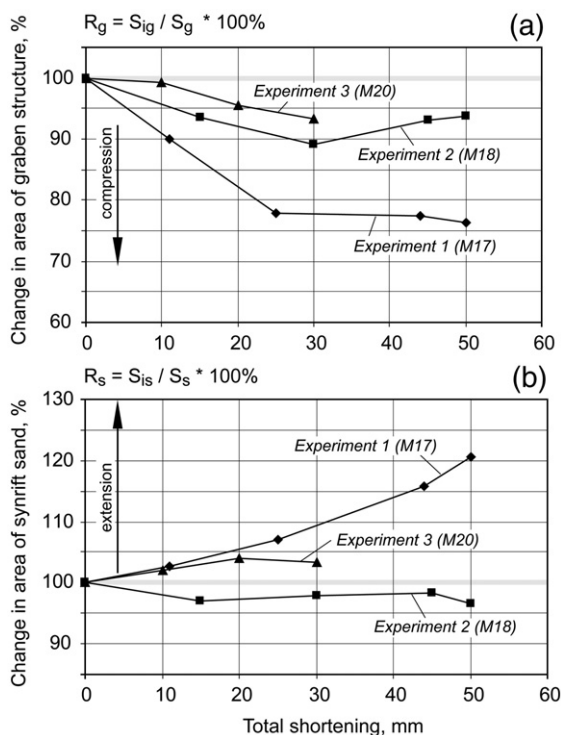 R_g = S_ig / S_g * 100%
(a)
Change in area of graben structure, %
100
90
80
70
60
compression
Experiment 3 (M20)
Experiment 2 (M18)
Experiment 1 (M17)
0 10 20 30 40 50 60
R_s = S_is / S_s * 100%
(b)
Change in area of synrift sand, %
130
120
110
100
90
extension
Experiment 1 (M17)
Experiment 3 (M20)
Experiment 2 (M18)
0 10 20 30 40 50 60
Total shortening, mm